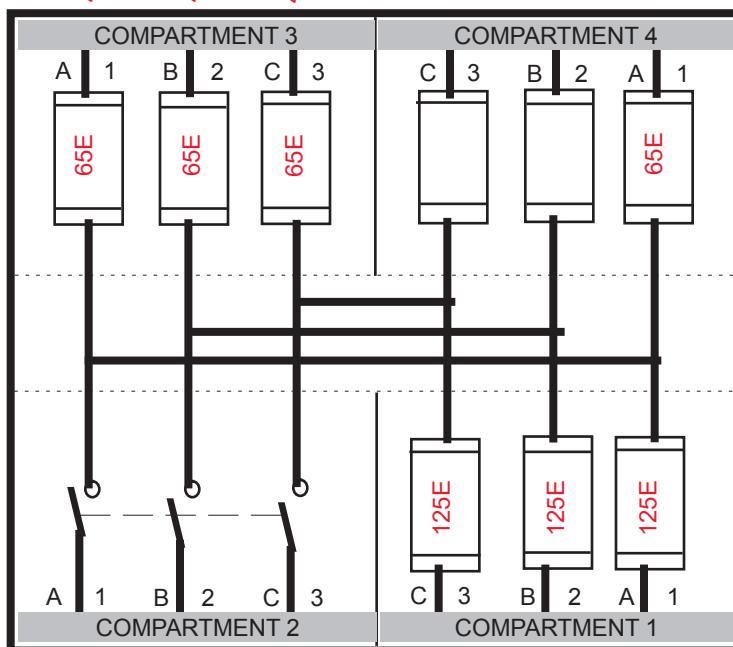 COMPARTMENT 3
COMPARTMENT 4
A 1 B 2 C 3
C 3 B 2 A 1
65E 65E 65E
65E
125E 125E 125E
A 1 B 2 C 3
C 3 B 2 A 1
COMPARTMENT 2
COMPARTMENT 1